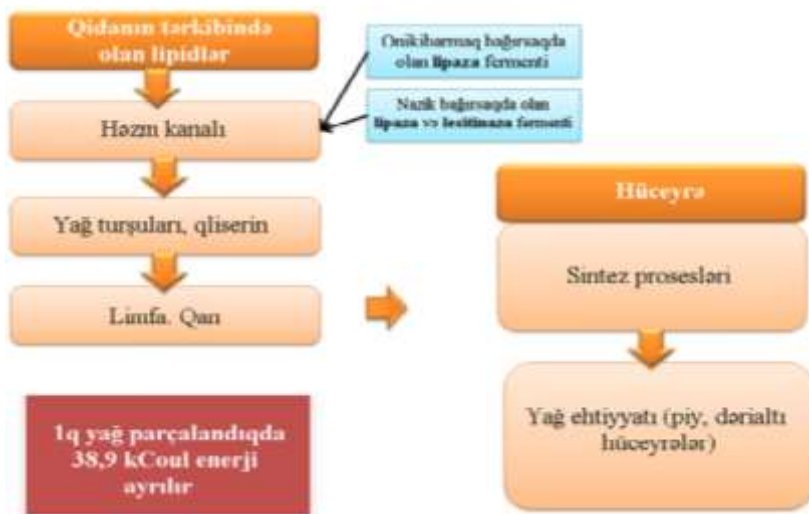 Qidanın tərkibində
olan lipidlər
Onikibarmaq bağırsaqda
olan lipaza fermenti
Nazik bağırsaqda olan
lipaza və lesitinaza fermenti
Həzm kanalı
Yağ turşuları, qliserin
Limfa. Qan
1q yağ parçalandıqda
38,9 kCoul enerji
ayrılır
Hüceyrə
Sintez prosesləri
Yağ ehtiyyatı (piy, dərialtı
hüceyrələr)